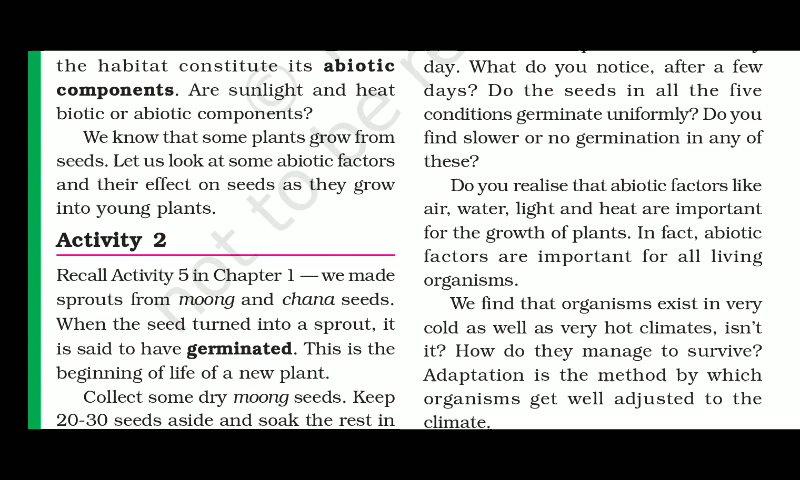 the habitat constitute its abiotic
components. Are sunlight and heat
biotic or abiotic components?
We know that some plants grow from
seeds. Let us look at some abiotic factors
and their effect on seeds as they grow
into young plants.
Activity 2
Recall Activity 5 in Chapter 1 — we made
sprouts from moong and chana seeds.
When the seed turned into a sprout, it
is said to have germinated. This is the
beginning of life of a new plant.
Collect some dry moong seeds. Keep
20-30 seeds aside and soak the rest in
day. What do you notice, after a few
days? Do the seeds in all the five
conditions germinate uniformly? Do you
find slower or no germination in any of
these?
Do you realise that abiotic factors like
air, water, light and heat are important
for the growth of plants. In fact, abiotic
factors are important for all living
organisms.
We find that organisms exist in very
cold as well as very hot climates, isn’t
it? How do they manage to survive?
Adaptation is the method by which
organisms get well adjusted to the
climate.
© not to be re